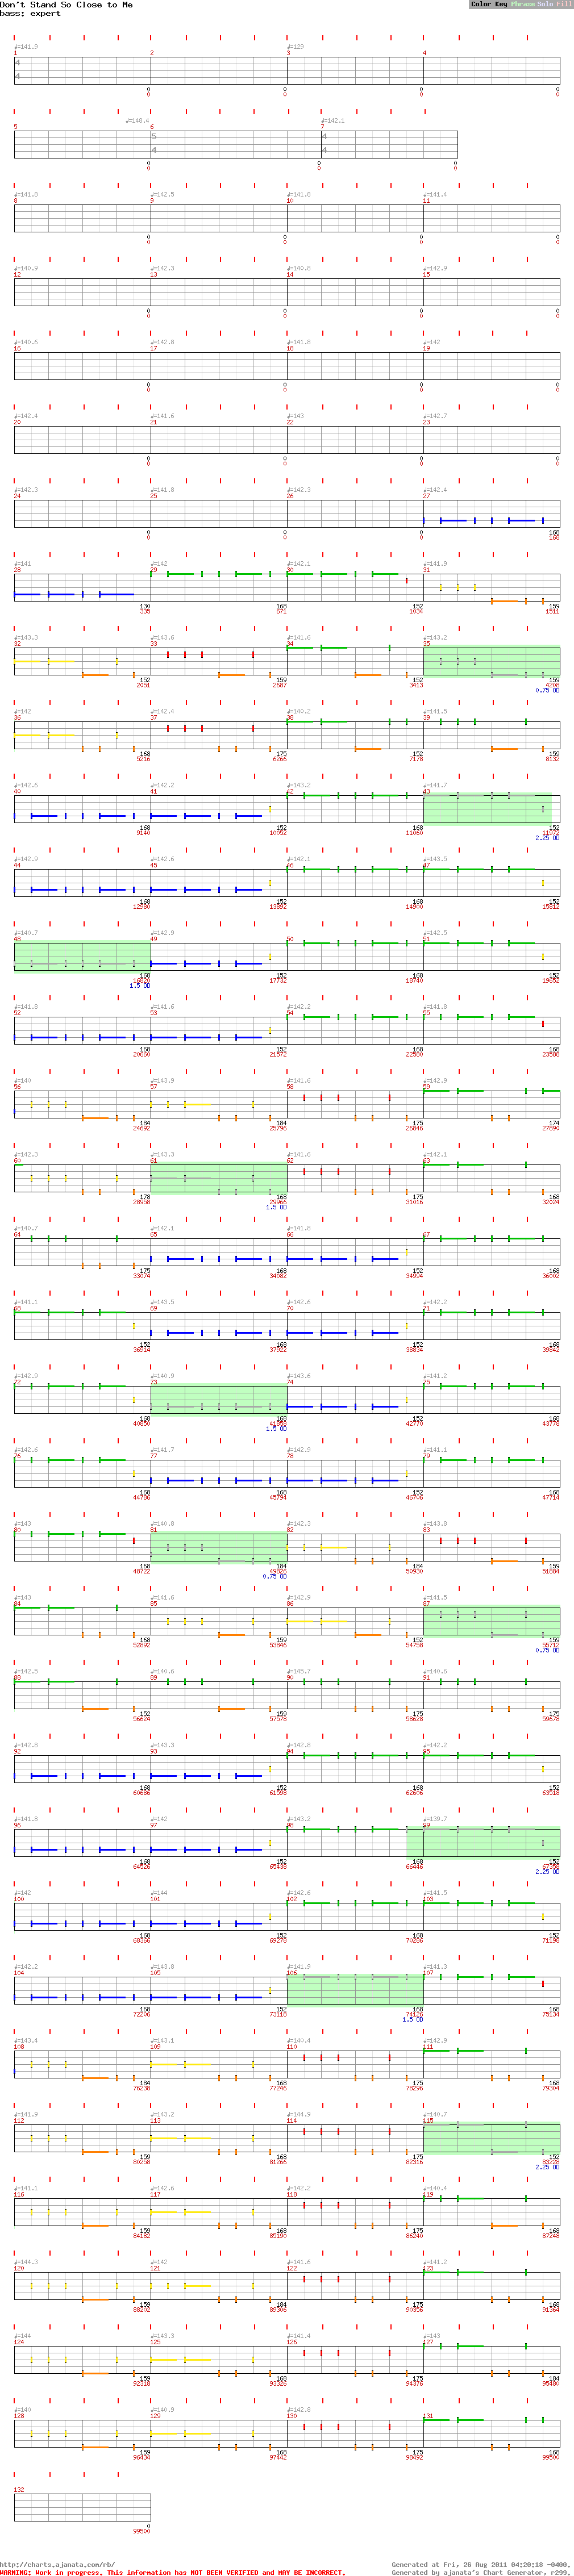 Don't Stand So Close to Me
Color Key Phrase Solo Fill
bass: expert
♩=141.9 ♩=129
1 2 3 4
0 0 0
0 0 0
♩=148.4 ♩=142.1
5 6 7
♩=141.8 ♩=142.5 ♩=141.8 ♩=141.4
8 9 10 11
♩=140.9 ♩=142.3 ♩=140.8 ♩=142.9
12 13 14 15
♩=140.6 ♩=142.8 ♩=141.8 ♩=142
16 17 18 19
♩=142.4 ♩=141.6 ♩=143 ♩=142.7
20 21 22 23
♩=142.3 ♩=141.8 ♩=142.3 ♩=142.4
24 25 26 27
168
168
♩=141 ♩=142 ♩=142.1 ♩=141.9
28 29 30 31
130 168 152 159
335 671 1034 1511
♩=143.3 ♩=143.6 ♩=141.6 ♩=143.2
32 33 34 35
152 159 152 159
2051 2687 3413 4208
0.75 OD
♩=142 ♩=142.4 ♩=140.2 ♩=141.5
36 37 38 39
168 175 152 159
5216 6266 7178 8132
♩=142.6 ♩=142.2 ♩=143.2 ♩=141.7
40 41 42 43
168 152 168 152
9140 10052 11060 11972
2.25 OD
♩=142.9 ♩=142.6 ♩=142.1 ♩=143.5
44 45 46 47
168 152 168 152
12980 13892 14900 15812
♩=140.7 ♩=142.9 ♩=142.5
48 49 50 51
168 152 168 152
16820 17732 18740 19652
1.5 OD
♩=141.8 ♩=141.6 ♩=142.2 ♩=141.8
52 53 54 55
168 152 168 168
20660 21572 22580 23588
♩=140 ♩=143.9 ♩=141.6 ♩=142.9
56 57 58 59
184 184 175 174
24692 25796 26846 27890
♩=142.3 ♩=143.3 ♩=141.6 ♩=142.1
60 61 62 63
178 168 175 168
28958 29966 31016 32024
1.5 OD
♩=140.7 ♩=142.1 ♩=141.8
64 65 66 67
175 168 152 168
33074 34082 34994 36002
♩=141.1 ♩=143.5 ♩=142.6 ♩=142.2
68 69 70 71
152 168 152 168
36914 37922 38834 39842
♩=142.9 ♩=140.9 ♩=143.6 ♩=141.2
72 73 74 75
168 168 152 168
40850 41858 42770 43778
1.5 OD
♩=142.6 ♩=141.7 ♩=142.9 ♩=141.1
76 77 78 79
168 168 152 168
44786 45794 46706 47714
♩=143 ♩=140.8 ♩=142.3 ♩=143.8
80 81 82 83
168 184 184 159
48722 49826 50930 51884
0.75 OD
♩=143 ♩=141.6 ♩=142.9 ♩=141.5
84 85 86 87
168 159 152 159
52892 53846 54758 55712
0.75 OD
♩=142.5 ♩=140.6 ♩=145.7 ♩=140.6
88 89 90 91
152 159 175 175
56624 57578 58628 59678
♩=142.8 ♩=143.3 ♩=142.8 ♩=142.2
92 93 94 95
168 152 168 152
60686 61598 62606 63518
♩=141.8 ♩=142 ♩=143.2 ♩=139.7
96 97 98 99
168 152 168 152
64526 65438 66446 67358
2.25 OD
♩=142 ♩=144 ♩=142.6 ♩=141.5
100 101 102 103
168 152 168 152
68366 69278 70286 71198
♩=142.2 ♩=143.8 ♩=141.9 ♩=141.3
104 105 106 107
168 152 168 168
72206 73118 74126 75134
1.5 OD
♩=143.4 ♩=143.1 ♩=140.4 ♩=142.9
108 109 110 111
184 168 175 168
76238 77246 78296 79304
♩=141.9 ♩=143.2 ♩=144.9 ♩=140.7
112 113 114 115
159 168 175 152
80258 81266 82316 83228
2.25 OD
♩=141.1 ♩=142.6 ♩=142.2 ♩=140.4
116 117 118 119
159 168 175 168
84182 85190 86240 87248
♩=144.3 ♩=142 ♩=141.6 ♩=141.2
120 121 122 123
159 184 175 168
88202 89306 90356 91364
♩=144 ♩=143.3 ♩=141.4 ♩=143
124 125 126 127
159 168 175 184
92318 93326 94376 95480
♩=140 ♩=140.9 ♩=142.8
128 129 130 131
159 168 175 168
96434 97442 98492 99500
132
0
99500
http://charts.ajanata.com/rb/
Generated at Fri, 26 Aug 2011 04:20:18 -0400.
WARNING: Work in progress. This information has NOT BEEN VERIFIED and MAY BE INCORRECT.
Generated by ajanata's Chart Generator, r299.